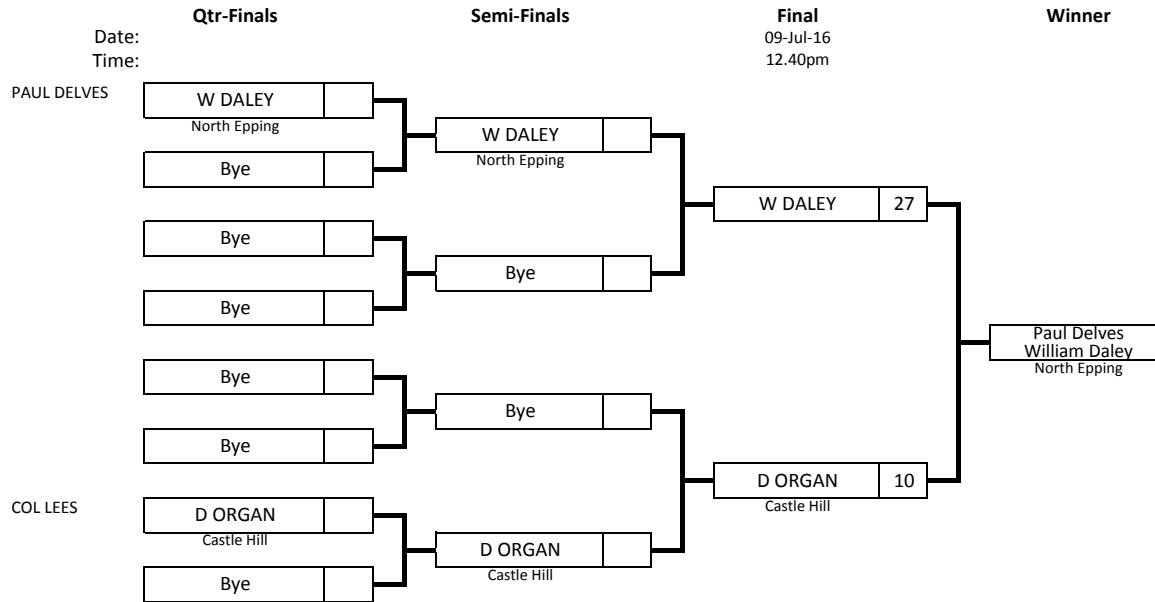 Qtr-Finals Semi-Finals Final Winner
Date: 09-Jul-16
Time: 12.40pm
PAUL DELVES W DALEY
North Epping
W DALEY
North Epping
Bye
W DALEY 27
Bye
Bye
Bye
Paul Delves
William Daley
North Epping
Bye
Bye
Bye
D ORGAN 10
Castle Hill
COL LEES D ORGAN
Castle Hill
D ORGAN
Castle Hill
Bye